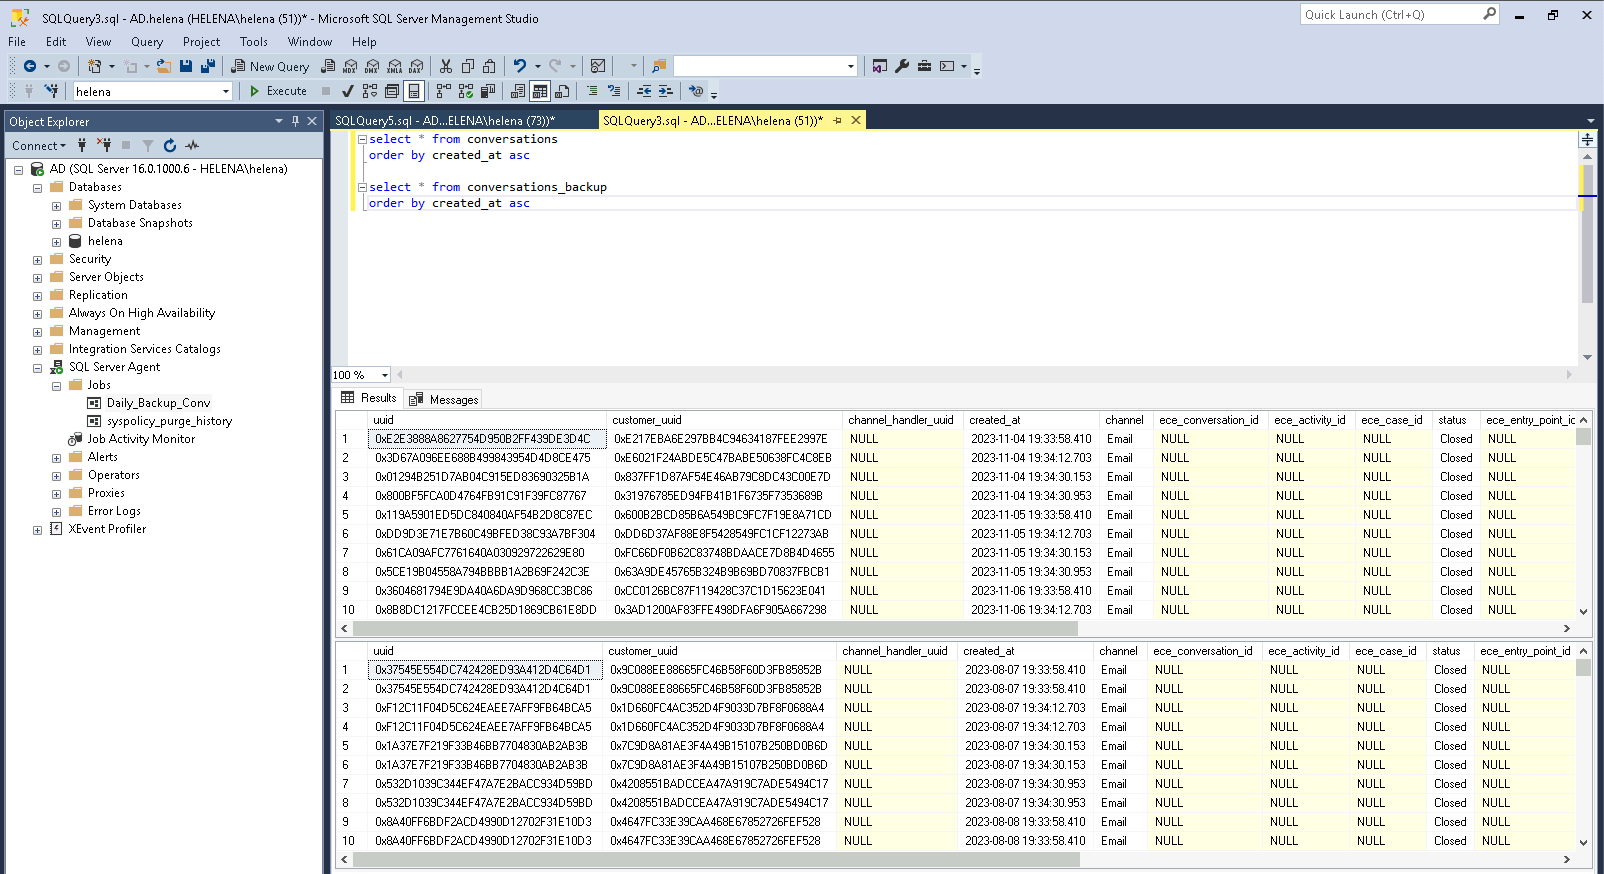 SQLQuery3.sql - AD.helena (HELENA\helena (51))* - Microsoft SQL Server Management Studio
Quick Launch (Ctrl+Q)
File Edit View Query Project Tools Window Help
New Query MDX DMX XMLA DAX
helena Execute
Object Explorer
SQLQuery5.sql - AD...ELENA\helena (73))* SQLQuery3.sql - AD...ELENA\helena (51))*
Connect
AD (SQL Server 16.0.1000.6 - HELENA\helena)
Databases
System Databases
Database Snapshots
helena
Security
Server Objects
Replication
Always On High Availability
Management
Integration Services Catalogs
SQL Server Agent
Jobs
Daily_Backup_Conv
syspolicy_purge_history
Job Activity Monitor
Alerts
Operators
Proxies
Error Logs
XEvent Profiler
select * from conversations
order by created_at asc
select * from conversations_backup
order by created_at asc
100 %
Results Messages
uuid customer_uuid channel_handler_uuid created_at channel ece_conversation_id ece_activity_id ece_case_id status ece_entry_point_id
1 0xE2E3888A8627754D950B2FF439DE3D4C 0xE217EBA6E297BB4C94634187FEE2997E NULL 2023-11-04 19:33:58.410 Email NULL NULL NULL Closed NULL
2 0x3D67A096EE688B499843954D4D8CE475 0xE6021F24ABDE5C47BABE50638FC4C8EB NULL 2023-11-04 19:34:12.703 Email NULL NULL NULL Closed NULL
3 0x01294B251D7AB04C915ED83690325B1A 0x837FF1D87AF54E46AB79C8DC43C00E7D NULL 2023-11-04 19:34:30.153 Email NULL NULL NULL Closed NULL
4 0x800BF5FCA0D4764FB91C91F39FC87767 0x31976785ED94FB41B1F6735F7353689B NULL 2023-11-04 19:34:30.953 Email NULL NULL NULL Closed NULL
5 0x119A5901ED5DC840840AF54B2D8C87EC 0x600B2BCD85B6A549BC9FC7F19E8A71CD NULL 2023-11-05 19:33:58.410 Email NULL NULL NULL Closed NULL
6 0xDD9D3E71E7B60C49BFED38C93A7BF304 0xDD6D37AF88E8F5428549FC1CF12273AB NULL 2023-11-05 19:34:12.703 Email NULL NULL NULL Closed NULL
7 0x61CA09AFC7761640A030929722629E80 0xFC66DF0B62C83748BDAACE7D8B4D4655 NULL 2023-11-05 19:34:30.153 Email NULL NULL NULL Closed NULL
8 0x5CE19B04558A794BBBB1A2B69F242C3E 0x63A9DE45765B324B9B69BD70837FBCB1 NULL 2023-11-05 19:34:30.953 Email NULL NULL NULL Closed NULL
9 0x3604681794E9DA40A6DA9D968CC3BC86 0xCC0126BC87F119428C37C1D15623E041 NULL 2023-11-06 19:33:58.410 Email NULL NULL NULL Closed NULL
10 0x8B8DC1217FCCEE4CB25D1869CB61E8DD 0x3AD1200AF83FFE498DFA6F905A667298 NULL 2023-11-06 19:34:12.703 Email NULL NULL NULL Closed NULL
uuid customer_uuid channel_handler_uuid created_at channel ece_conversation_id ece_activity_id ece_case_id status ece_entry_point_id
1 0x37545E554DC742428ED93A412D4C64D1 0x9C088EE88665FC46B58F60D3FB85852B NULL 2023-08-07 19:33:58.410 Email NULL NULL NULL Closed NULL
2 0x37545E554DC742428ED93A412D4C64D1 0x9C088EE88665FC46B58F60D3FB85852B NULL 2023-08-07 19:33:58.410 Email NULL NULL NULL Closed NULL
3 0xF12C11F04D5C624EAEE7AFF9FB64BCA5 0x1D660FC4AC352D4F9033D7BF8F0688A4 NULL 2023-08-07 19:34:12.703 Email NULL NULL NULL Closed NULL
4 0xF12C11F04D5C624EAEE7AFF9FB64BCA5 0x1D660FC4AC352D4F9033D7BF8F0688A4 NULL 2023-08-07 19:34:12.703 Email NULL NULL NULL Closed NULL
5 0x1A37E7F219F33B46BB7704830AB2AB3B 0x7C9D8A81AE3F4A49B15107B250BD0B6D NULL 2023-08-07 19:34:30.153 Email NULL NULL NULL Closed NULL
6 0x1A37E7F219F33B46BB7704830AB2AB3B 0x7C9D8A81AE3F4A49B15107B250BD0B6D NULL 2023-08-07 19:34:30.153 Email NULL NULL NULL Closed NULL
7 0x532D1039C344EF47A7E2BACC934D59BD 0x4208551BADCCEA47A919C7ADE5494C17 NULL 2023-08-07 19:34:30.953 Email NULL NULL NULL Closed NULL
8 0x532D1039C344EF47A7E2BACC934D59BD 0x4208551BADCCEA47A919C7ADE5494C17 NULL 2023-08-07 19:34:30.953 Email NULL NULL NULL Closed NULL
9 0x8A40FF6BDF2ACD4990D12702F31E10D3 0x4647FC33E39CAA468E67852726FEF528 NULL 2023-08-08 19:33:58.410 Email NULL NULL NULL Closed NULL
10 0x8A40FF6BDF2ACD4990D12702F31E10D3 0x4647FC33E39CAA468E67852726FEF528 NULL 2023-08-08 19:33:58.410 Email NULL NULL NULL Closed NULL